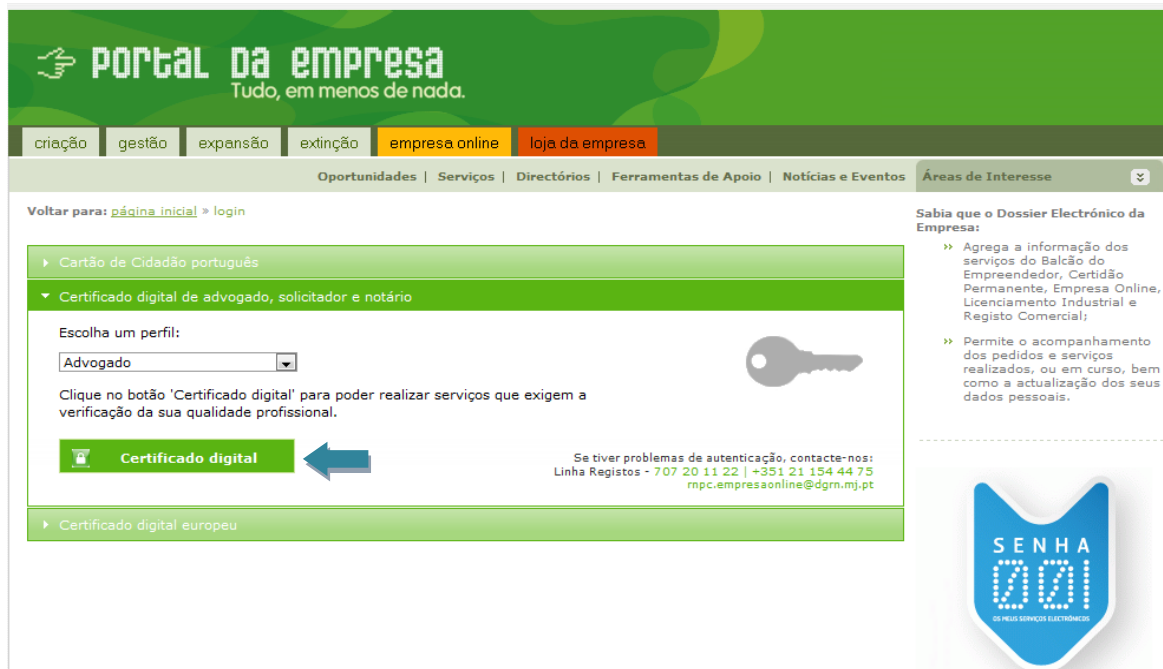 PORTAL DA EMPRESA
Tudo, em menos de nada.
criação gestão expansão extinção empresa online loja da empresa
Oportunidades | Serviços | Directórios | Ferramentas de Apoio | Notícias e Eventos
Áreas de Interesse
Voltar para: página inicial » login
Cartão de Cidadão português
Certificado digital de advogado, solicitador e notário
Escolha um perfil:
Advogado
Clique no botão 'Certificado digital' para poder realizar serviços que exigem a
verificação da sua qualidade profissional.
Certificado digital
Se tiver problemas de autenticação, contacte-nos:
Linha Registos - 707 20 11 22 | +351 21 154 44 75
rnpc.empresaonline@dgrn.mj.pt
Certificado digital europeu
Sabia que o Dossier Electrónico da
Empresa:
›› Agrega a informação dos
serviços do Balcão do
Empreendedor, Certidão
Permanente, Empresa Online,
Licenciamento Industrial e
Registo Comercial;
›› Permite o acompanhamento
dos pedidos e serviços
realizados, ou em curso, bem
como a actualização dos seus
dados pessoais.
SENHA
001
OS MEUS SERVIÇOS ELECTRÓNICOS